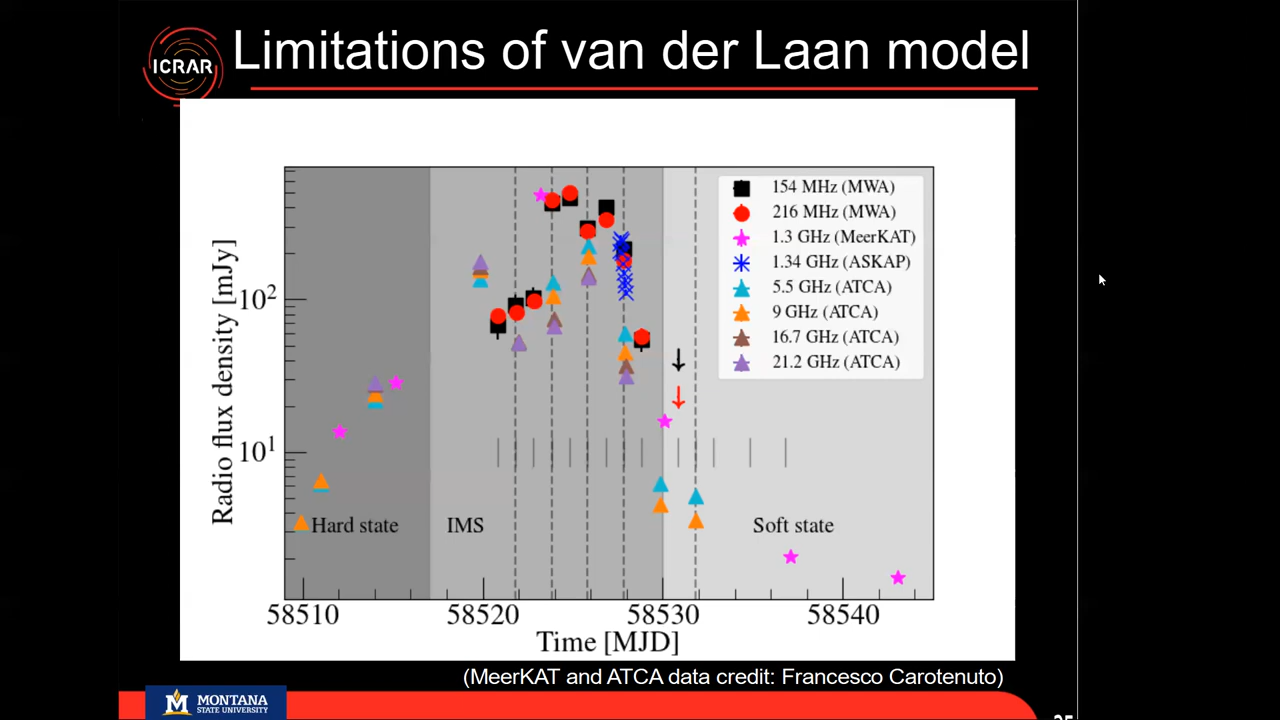 ICRAR
Limitations of van der Laan model
154 MHz (MWA)
216 MHz (MWA)
1.3 GHz (MeerKAT)
1.34 GHz (ASKAP)
5.5 GHz (ATCA)
9 GHz (ATCA)
16.7 GHz (ATCA)
21.2 GHz (ATCA)
Radio flux density [mJy]
10²
10¹
Hard state
IMS
Soft state
58510
58520
58530
58540
Time [MJD]
(MeerKAT and ATCA data credit: Francesco Carotenuto)
M MONTANA
STATE UNIVERSITY